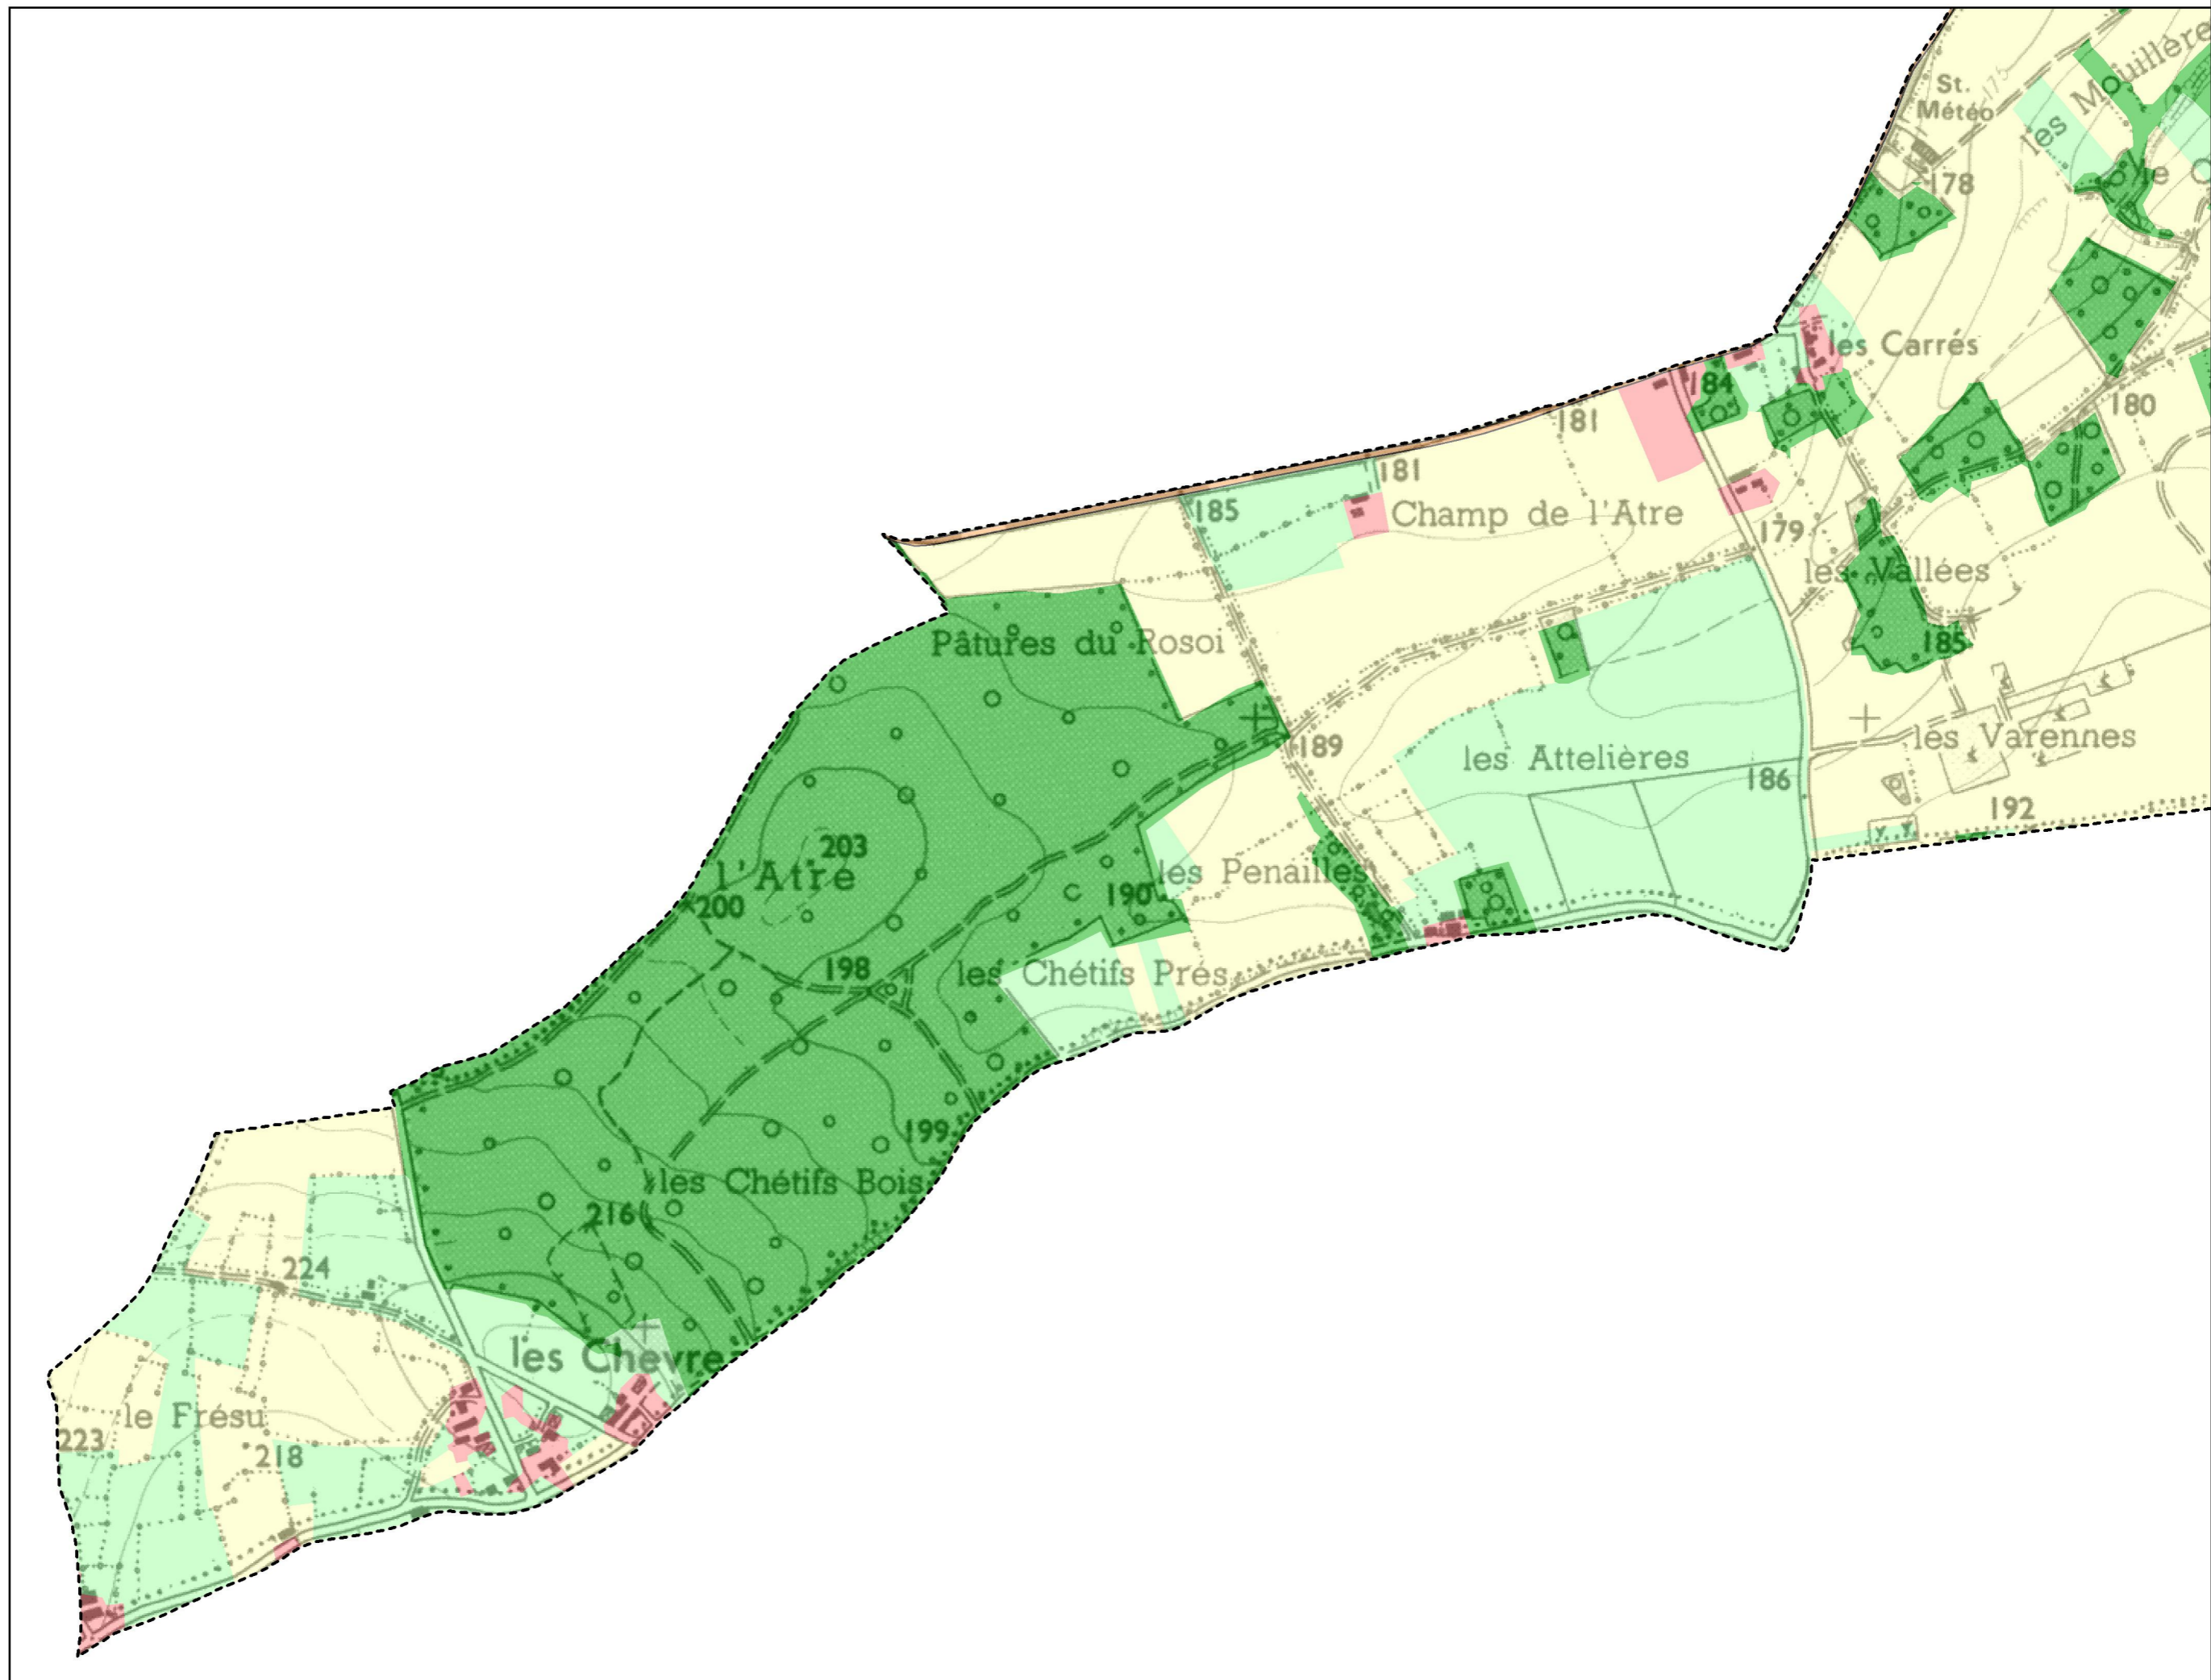 St.
Météo
175
les Mouillère
178
le
les Carrés
184
180
181
181
185
Champ de l'Atre
179
les Vallées
185
Pâtures du Rosoi
189
les Attelières
186
les Varennes
192
203
l'Atre
200
les Penailles
190
198
les Chétifs Prés
199
les Chétifs Bois
216
224
les Chevre
le Frésu
223
218